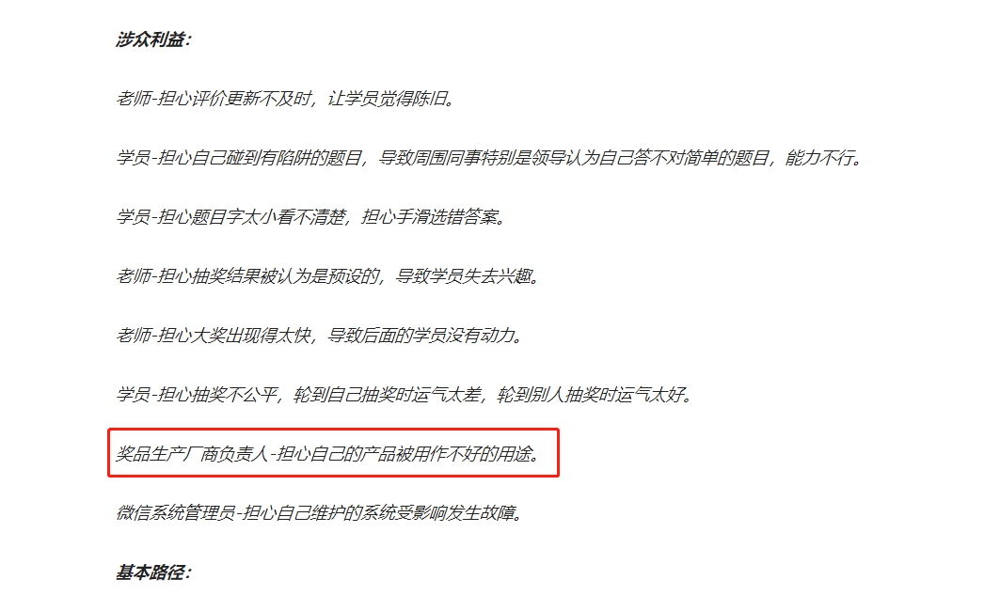 涉众利益：
老师-担心评价更新不及时，让学员觉得陈旧。
学员-担心自己碰到有陷阱的题目，导致周围同事特别是领导认为自己答不对简单的题目，能力不行。
学员-担心题目字太小看不清楚，担心手滑选错答案。
老师-担心抽奖结果被认为是预设的，导致学员失去兴趣。
老师-担心大奖出现得太快，导致后面的学员没有动力。
学员-担心抽奖不公平，轮到自己抽奖时运气太差，轮到别人抽奖时运气太好。
奖品生产厂商负责人-担心自己的产品被用作不好的用途。
微信系统管理员-担心自己维护的系统受影响发生故障。
基本路径：